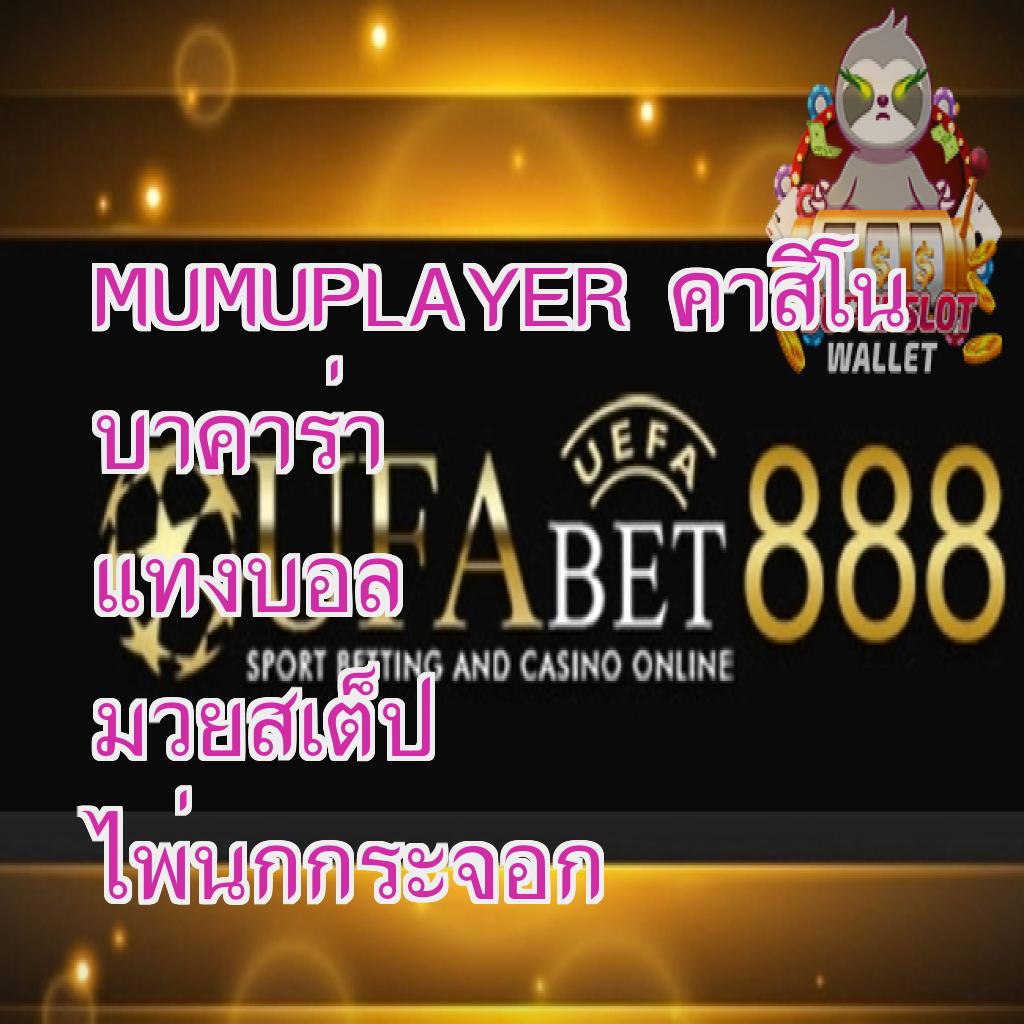 MUMUPLAYER คาสิโน
SLOT
WALLET
บาคาร่า
UEFA
UFABET888
แทงบอล
SPORT BETTING AND CASINO ONLINE
มวยสเต็ป
ไพ่นกกระจอก